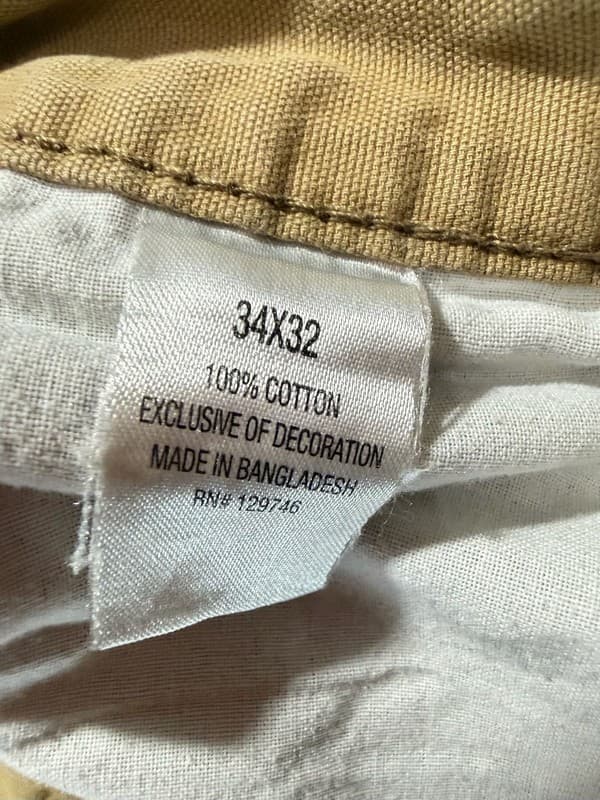 34X32
100% COTTON
EXCLUSIVE OF DECORATION
MADE IN BANGLADESH
RN# 129746